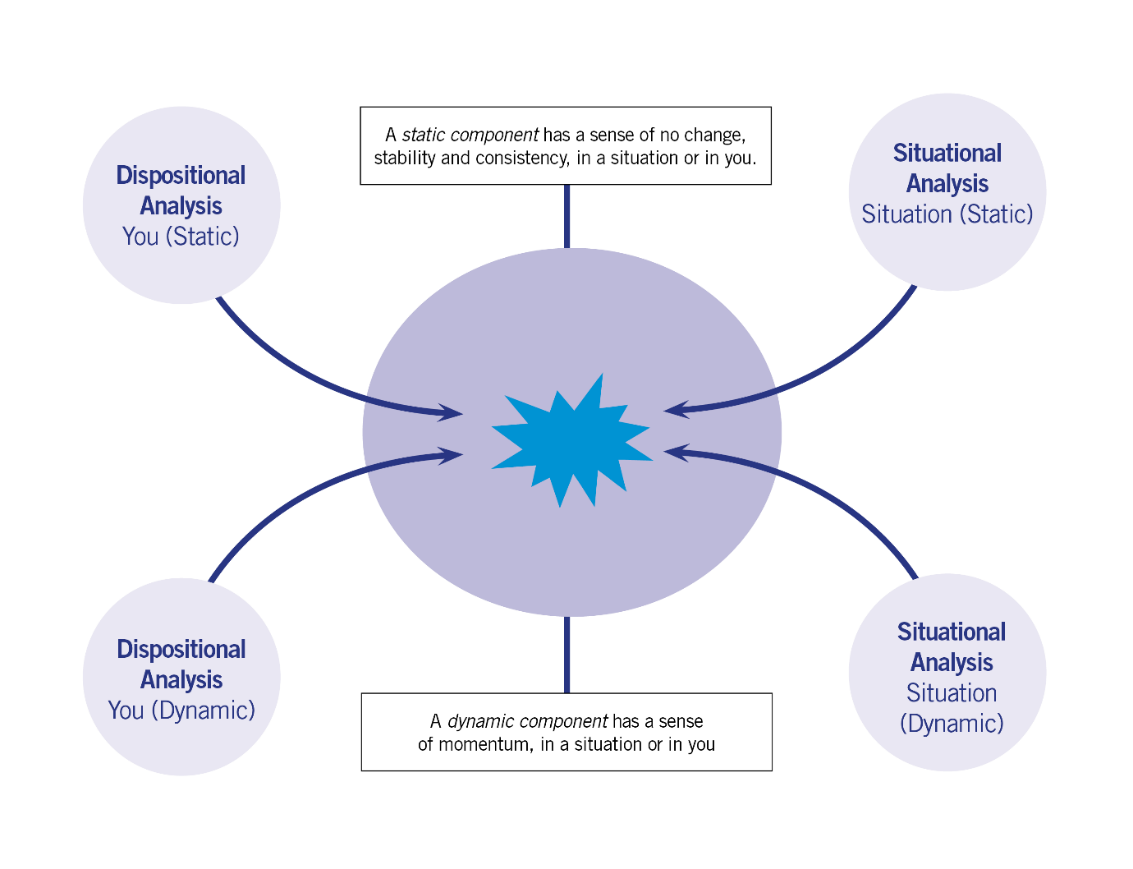 Dispositional
Analysis
You (Static)
A static component has a sense of no change,
stability and consistency, in a situation or in you.
Situational
Analysis
Situation (Static)
Dispositional
Analysis
You (Dynamic)
A dynamic component has a sense
of momentum, in a situation or in you
Situational
Analysis
Situation
(Dynamic)